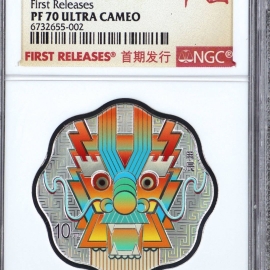 First Releases
PF 70 ULTRA CAMEO
6732655-002
FIRST RELEASES® 首期发行 NGC®
10